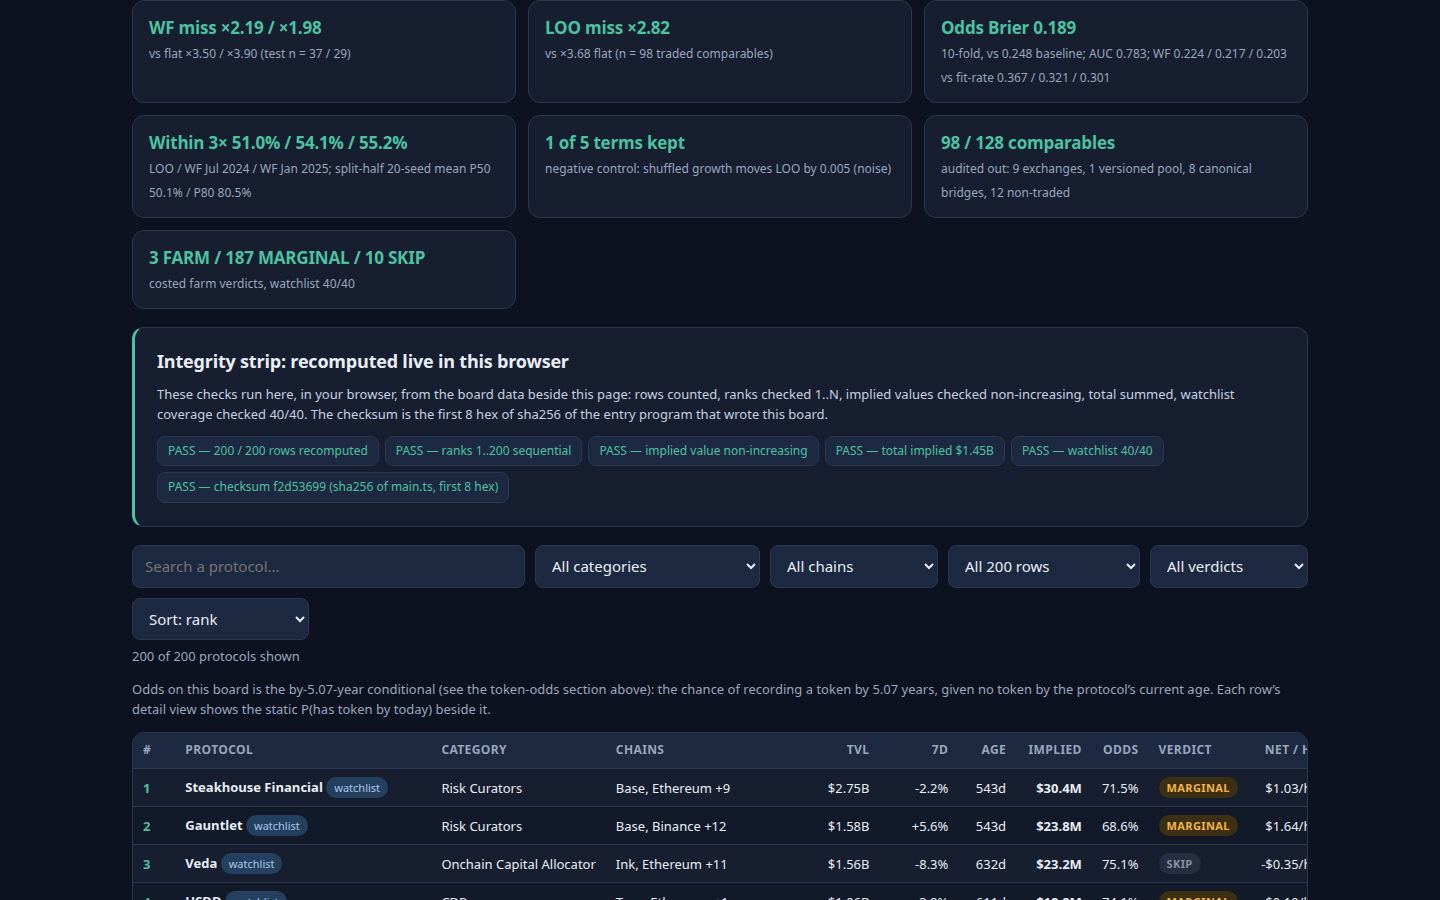 WF miss ×2.19 / ×1.98
vs flat ×3.50 / ×3.90 (test n = 37 / 29)
LOO miss ×2.82
vs ×3.68 flat (n = 98 traded comparables)
Odds Brier 0.189
10-fold, vs 0.248 baseline; AUC 0.783; WF 0.224 / 0.217 / 0.203
vs fit-rate 0.367 / 0.321 / 0.301
Within 3× 51.0% / 54.1% / 55.2%
LOO / WF Jul 2024 / WF Jan 2025; split-half 20-seed mean P50
50.1% / P80 80.5%
1 of 5 terms kept
negative control: shuffled growth moves LOO by 0.005 (noise)
98 / 128 comparables
audited out: 9 exchanges, 1 versioned pool, 8 canonical
bridges, 12 non-traded
3 FARM / 187 MARGINAL / 10 SKIP
costed farm verdicts, watchlist 40/40
Integrity strip: recomputed live in this browser
These checks run here, in your browser, from the board data beside this page: rows counted, ranks checked 1..N, implied values checked non-increasing, total summed, watchlist
coverage checked 40/40. The checksum is the first 8 hex of sha256 of the entry program that wrote this board.
PASS — 200 / 200 rows recomputed
PASS — ranks 1..200 sequential
PASS — implied value non-increasing
PASS — total implied $1.45B
PASS — watchlist 40/40
PASS — checksum f2d53699 (sha256 of main.ts, first 8 hex)
Search a protocol...
All categories
All chains
All 200 rows
All verdicts
Sort: rank
200 of 200 protocols shown
Odds on this board is the by-5.07-year conditional (see the token-odds section above): the chance of recording a token by 5.07 years, given no token by the protocol's current age. Each row's
detail view shows the static P(has token by today) beside it.
# PROTOCOL CATEGORY CHAINS TVL 7D AGE IMPLIED ODDS VERDICT NET /
1 Steakhouse Financial watchlist Risk Curators Base, Ethereum +9 $2.75B -2.2% 543d $30.4M 71.5% MARGINAL $1.03/
2 Gauntlet watchlist Risk Curators Base, Binance +12 $1.58B +5.6% 543d $23.8M 68.6% MARGINAL $1.64/
3 Veda watchlist Onchain Capital Allocator Ink, Ethereum +11 $1.56B -8.3% 632d $23.2M 75.1% SKIP -$0.35/